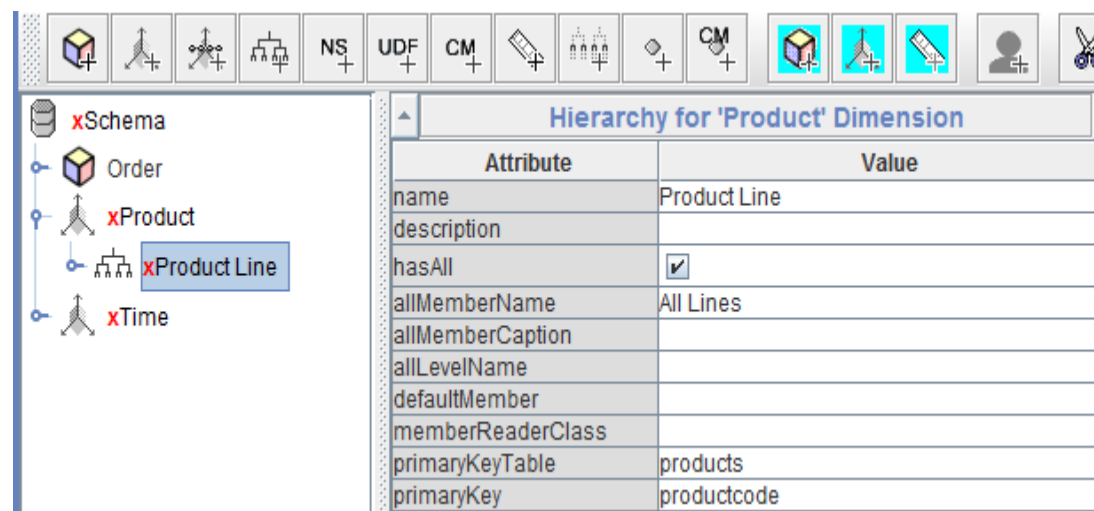 NS UDF CM CM
xSchema
Order
xProduct
xProduct Line
xTime
Hierarchy for 'Product' Dimension
Attribute Value
name Product Line
description
hasAll
allMemberName All Lines
allMemberCaption
allLevelName
defaultMember
memberReaderClass
primaryKeyTable products
primaryKey productcode